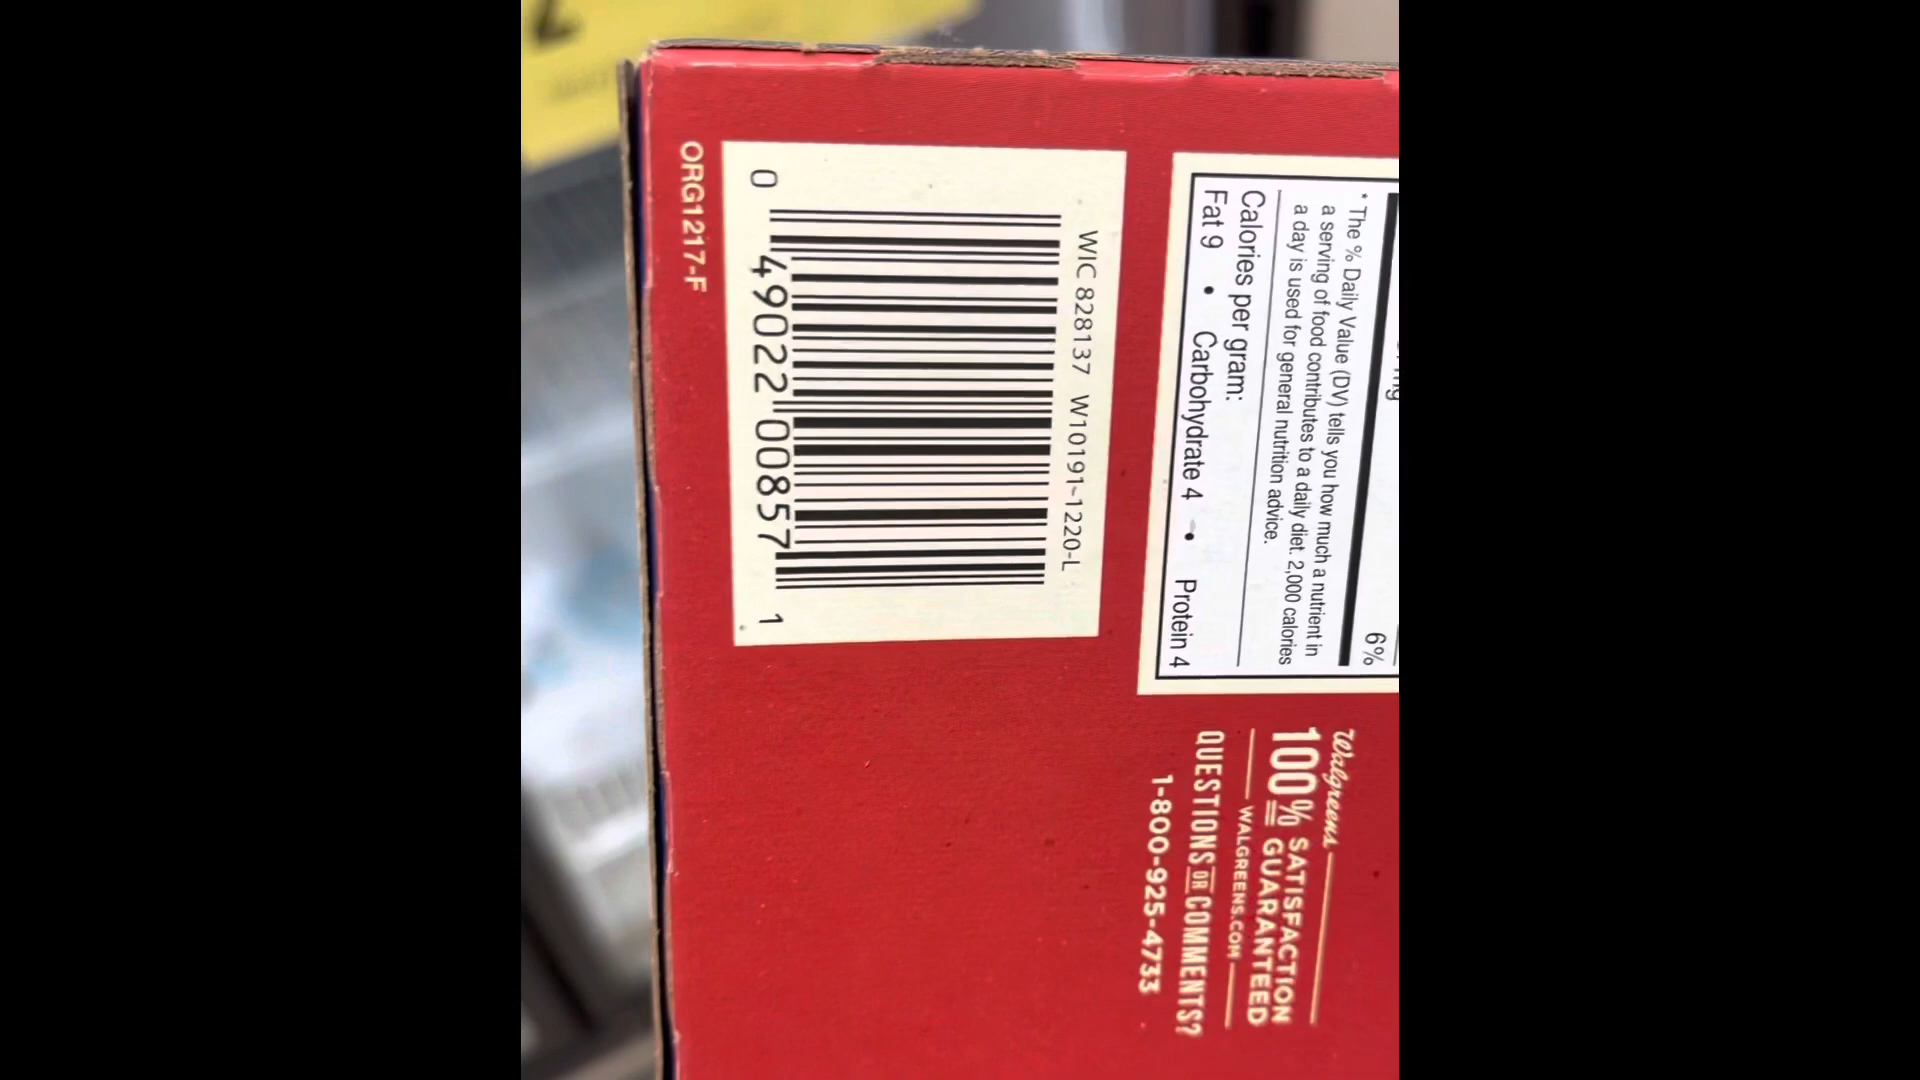 6%
* The % Daily Value (DV) tells you how much a nutrient in
a serving of food contributes to a daily diet. 2,000 calories
a day is used for general nutrition advice.
Calories per gram:
Fat 9 • Carbohydrate 4 • Protein 4
WIC 828137 W10191-1220-L
0 49022 00857 1
ORG1217-F
Walgreens
100% SATISFACTION
GUARANTEED
WALGREENS.COM
QUESTIONS OR COMMENTS?
1-800-925-4733